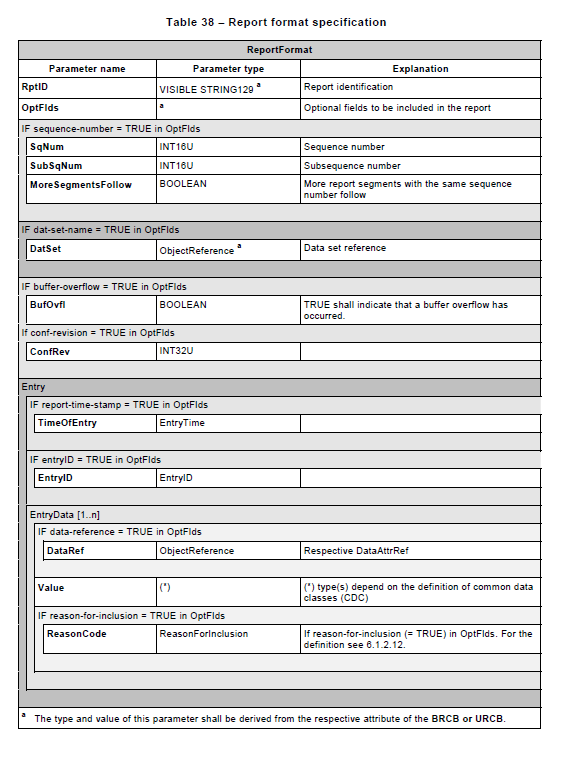 Table 38 – Report format specification
ReportFormat
Parameter name Parameter type Explanation
RptID VISIBLE STRING129 a Report identification
OptFlds a Optional fields to be included in the report
IF sequence-number = TRUE in OptFlds
SqNum INT16U Sequence number
SubSqNum INT16U Subsequence number
MoreSegmentsFollow BOOLEAN More report segments with the same sequence
number follow
IF dat-set-name = TRUE in OptFlds
DatSet ObjectReference a Data set reference
IF buffer-overflow = TRUE in OptFlds
BufOvfl BOOLEAN TRUE shall indicate that a buffer overflow has
occurred.
If conf-revision = TRUE in OptFlds
ConfRev INT32U
Entry
IF report-time-stamp = TRUE in OptFlds
TimeOfEntry EntryTime
IF entryID = TRUE in OptFlds
EntryID EntryID
EntryData [1..n]
IF data-reference = TRUE in OptFlds
DataRef ObjectReference Respective DataAttrRef
Value (*) (*) type(s) depend on the definition of common data
classes (CDC)
IF reason-for-inclusion = TRUE in OptFlds
ReasonCode ReasonForInclusion If reason-for-inclusion (= TRUE) in OptFlds. For the
definition see 6.1.2.12.
a The type and value of this parameter shall be derived from the respective attribute of the BRCB or URCB.